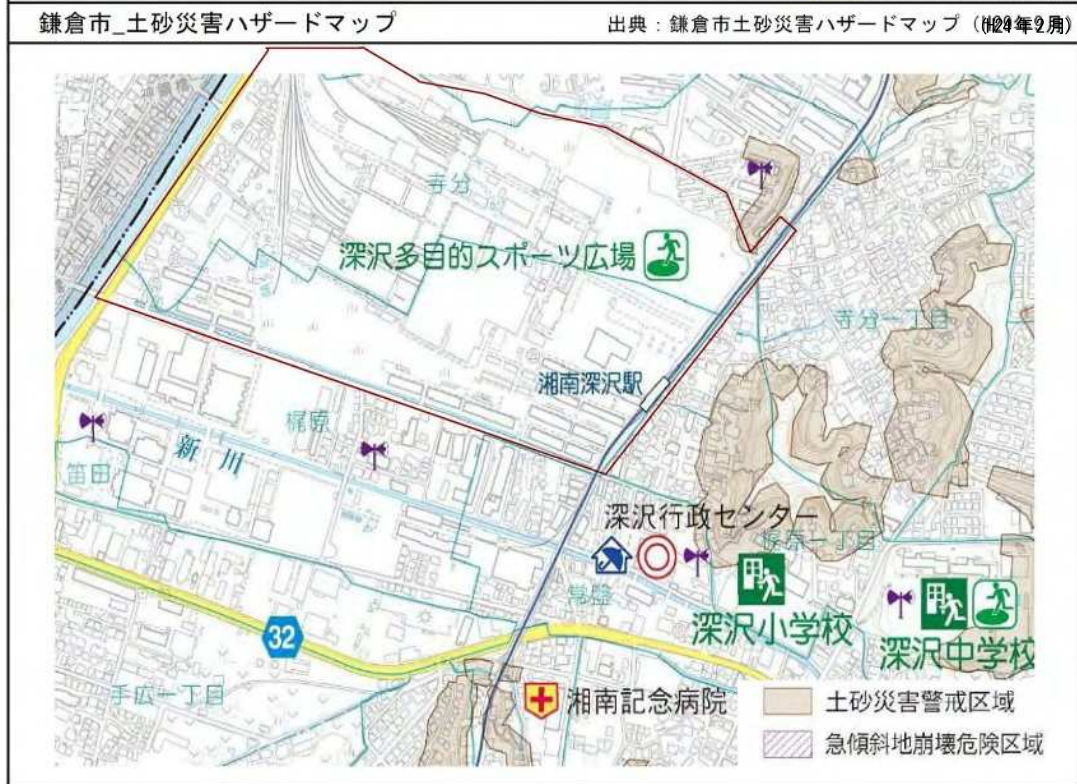 鎌倉市_土砂災害ハザードマップ
出典：鎌倉市土砂災害ハザードマップ
寺分
深沢多目的スポーツ広場
寺分一丁目
湘南深沢駅
梶原
新川
笛田
深沢行政センター
梶原一丁目
常盤
深沢小学校
深沢中学校
32
手広一丁目
湘南記念病院
土砂災害警戒区域
急傾斜地崩壊危険区域